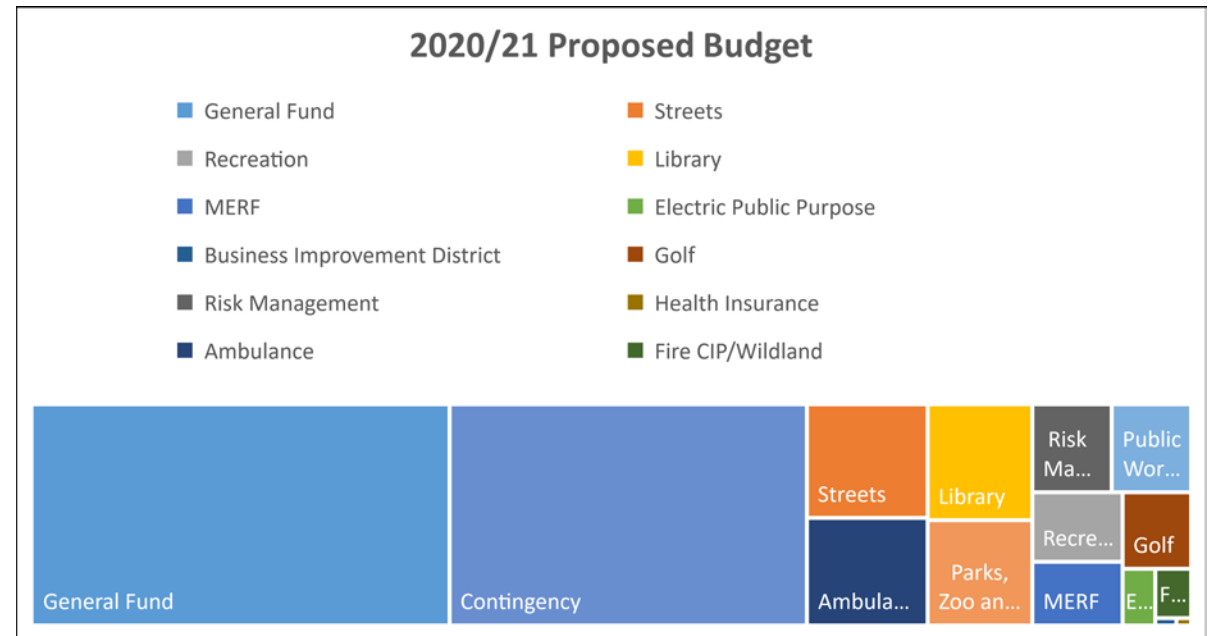 2020/21 Proposed Budget
General Fund
Streets
Recreation
Library
MERF
Electric Public Purpose
Business Improvement District
Golf
Risk Management
Health Insurance
Ambulance
Fire CIP/Wildland
General Fund
Contingency
Streets
Ambula...
Library
Parks,
Zoo an...
Risk
Ma...
Public
Wor...
Recre...
Golf
MERF
E...
F...